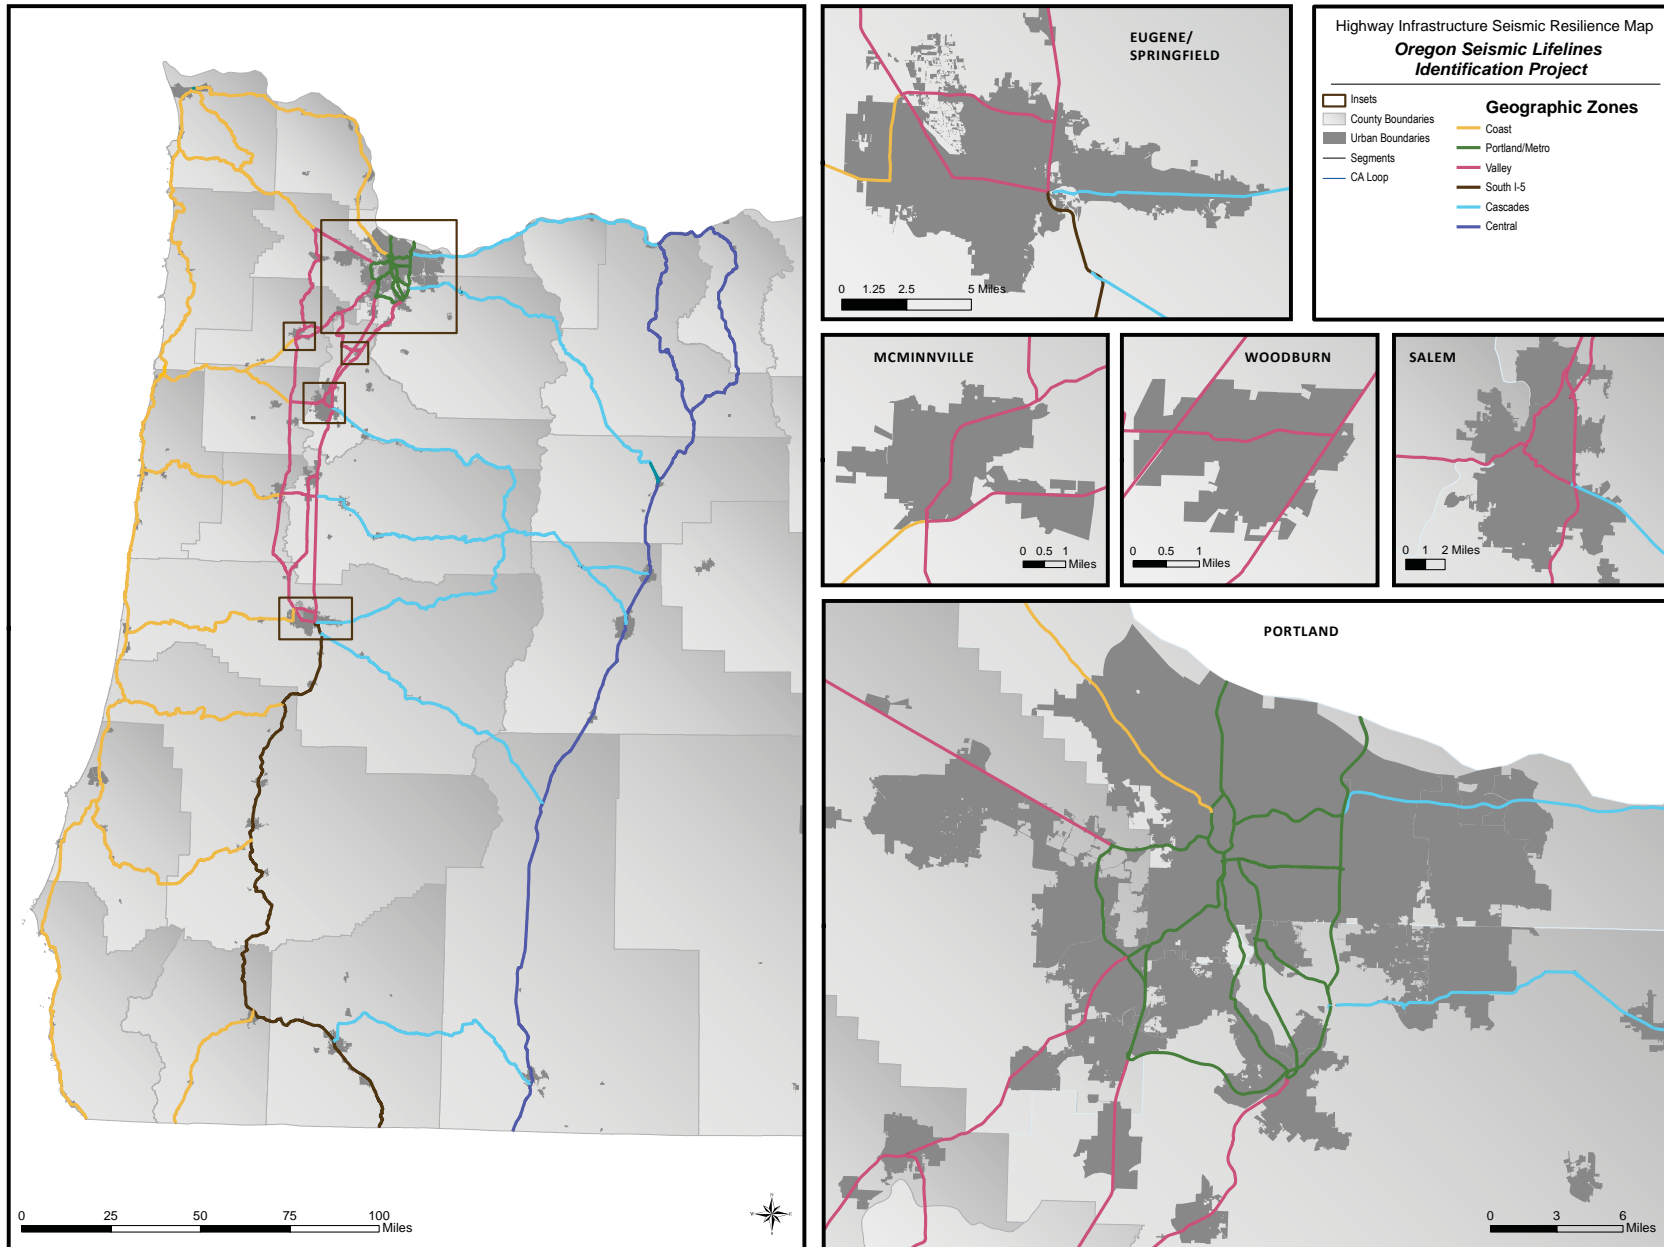 Highway Infrastructure Seismic Resilience Map
Oregon Seismic Lifelines
Identification Project
Insets
County Boundaries
Urban Boundaries
Segments
CA Loop
Geographic Zones
Coast
Portland/Metro
Valley
South I-5
Cascades
Central
EUGENE/
SPRINGFIELD
0 1.25 2.5 5 Miles
MCMINNVILLE
0 0.5 1
Miles
WOODBURN
0 0.5 1
Miles
SALEM
0 1 2 Miles
PORTLAND
0 3 6
Miles
0 25 50 75 100
Miles
N
W E
S